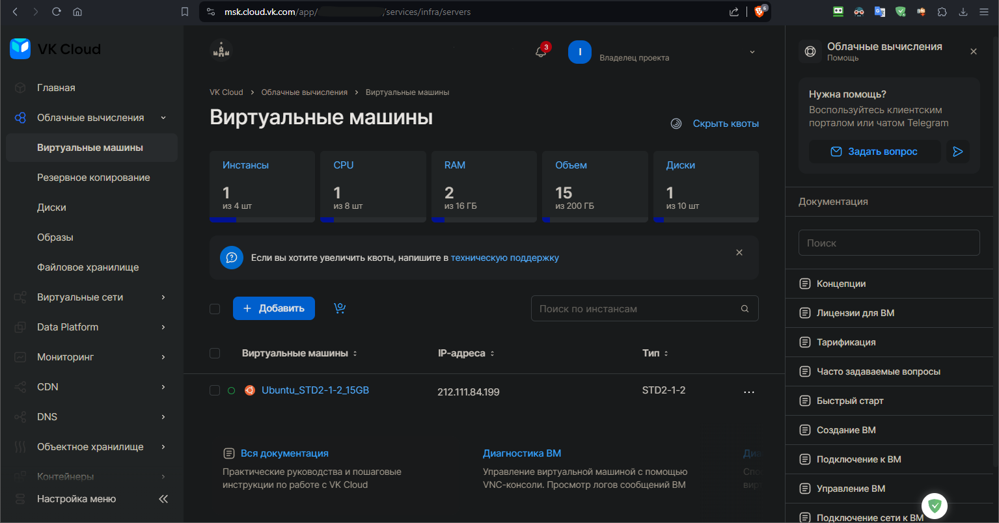 msk.cloud.vk.com/app/ /services/infra/servers
6
VK Cloud
Главная
Облачные вычисления
Виртуальные машины
Резервное копирование
Диски
Образы
Файловое хранилище
Виртуальные сети
Data Platform
Мониторинг
CDN
DNS
Объектное хранилище
Контейнеры
Настройка меню
3
I
Владелец проекта
VK Cloud > Облачные вычисления > Виртуальные машины
Виртуальные машины
Скрыть квоты
Инстансы
1
из 4 шт
CPU
1
из 8 шт
RAM
2
из 16 ГБ
Объем
15
из 200 ГБ
Диски
1
из 10 шт
Если вы хотите увеличить квоты, напишите в техническую поддержку
+ Добавить
Поиск по инстансам
Виртуальные машины IP-адреса Тип
Ubuntu_STD2-1-2_15GB 212.111.84.199 STD2-1-2 ...
Вся документация
Практические руководства и пошаговые
инструкции по работе с VK Cloud
Диагностика ВМ
Управление виртуальной машиной с помощью
VNC-консоли. Просмотр логов сообщений ВМ
Диа
Спо
вир
Облачные вычисления
Помощь
Нужна помощь?
Воспользуйтесь клиентским
порталом или чатом Telegram
Задать вопрос
Документация
Поиск
Концепции
Лицензии для ВМ
Тарификация
Часто задаваемые вопросы
Быстрый старт
Создание ВМ
Подключение к ВМ
Управление ВМ
Подключение сети к ВМ